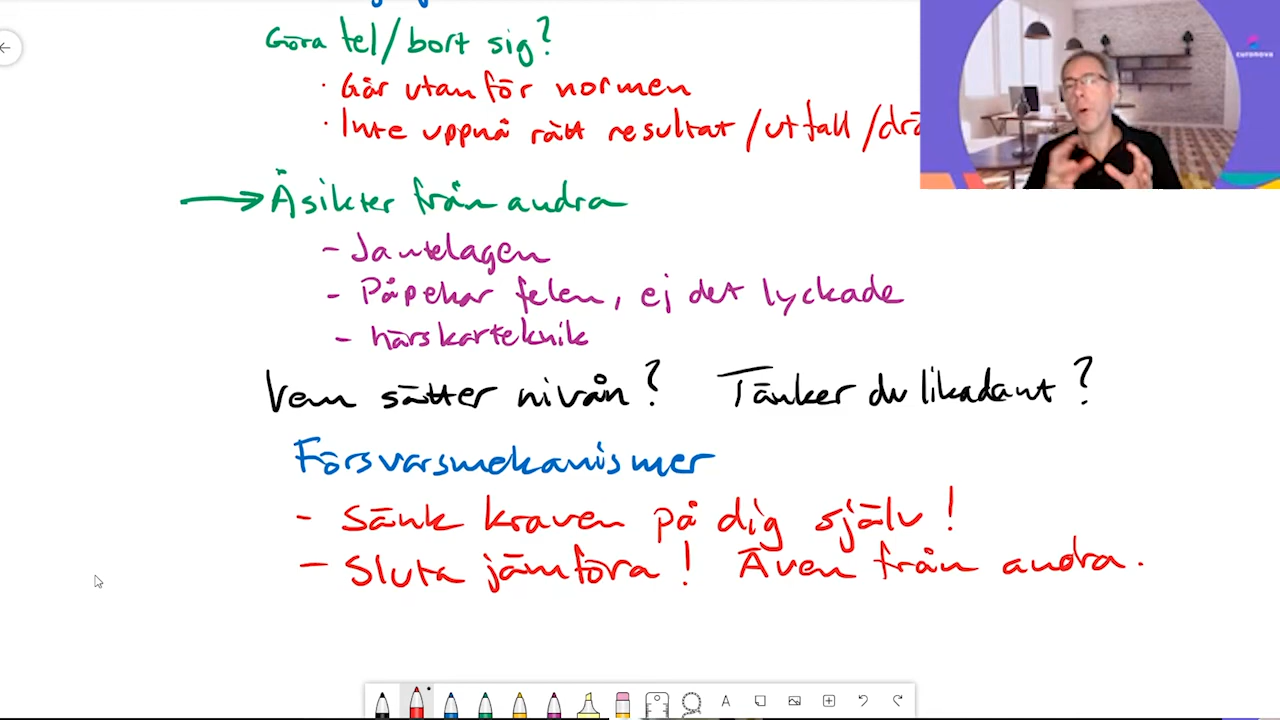 Göra fel/bort sig?
· Går utanför normen
· Inte uppnå rätt resultat/utfall/drä
curanova
→ Åsikter från andra
- Jantelagen
- Påpekar felen, ej det lyckade
- härskarteknik
Vem sätter nivån? Tänker du likadant?
Försvarsmekanismer
- Sänk kraven på dig själv!
- Sluta jämföra! Även från andra.